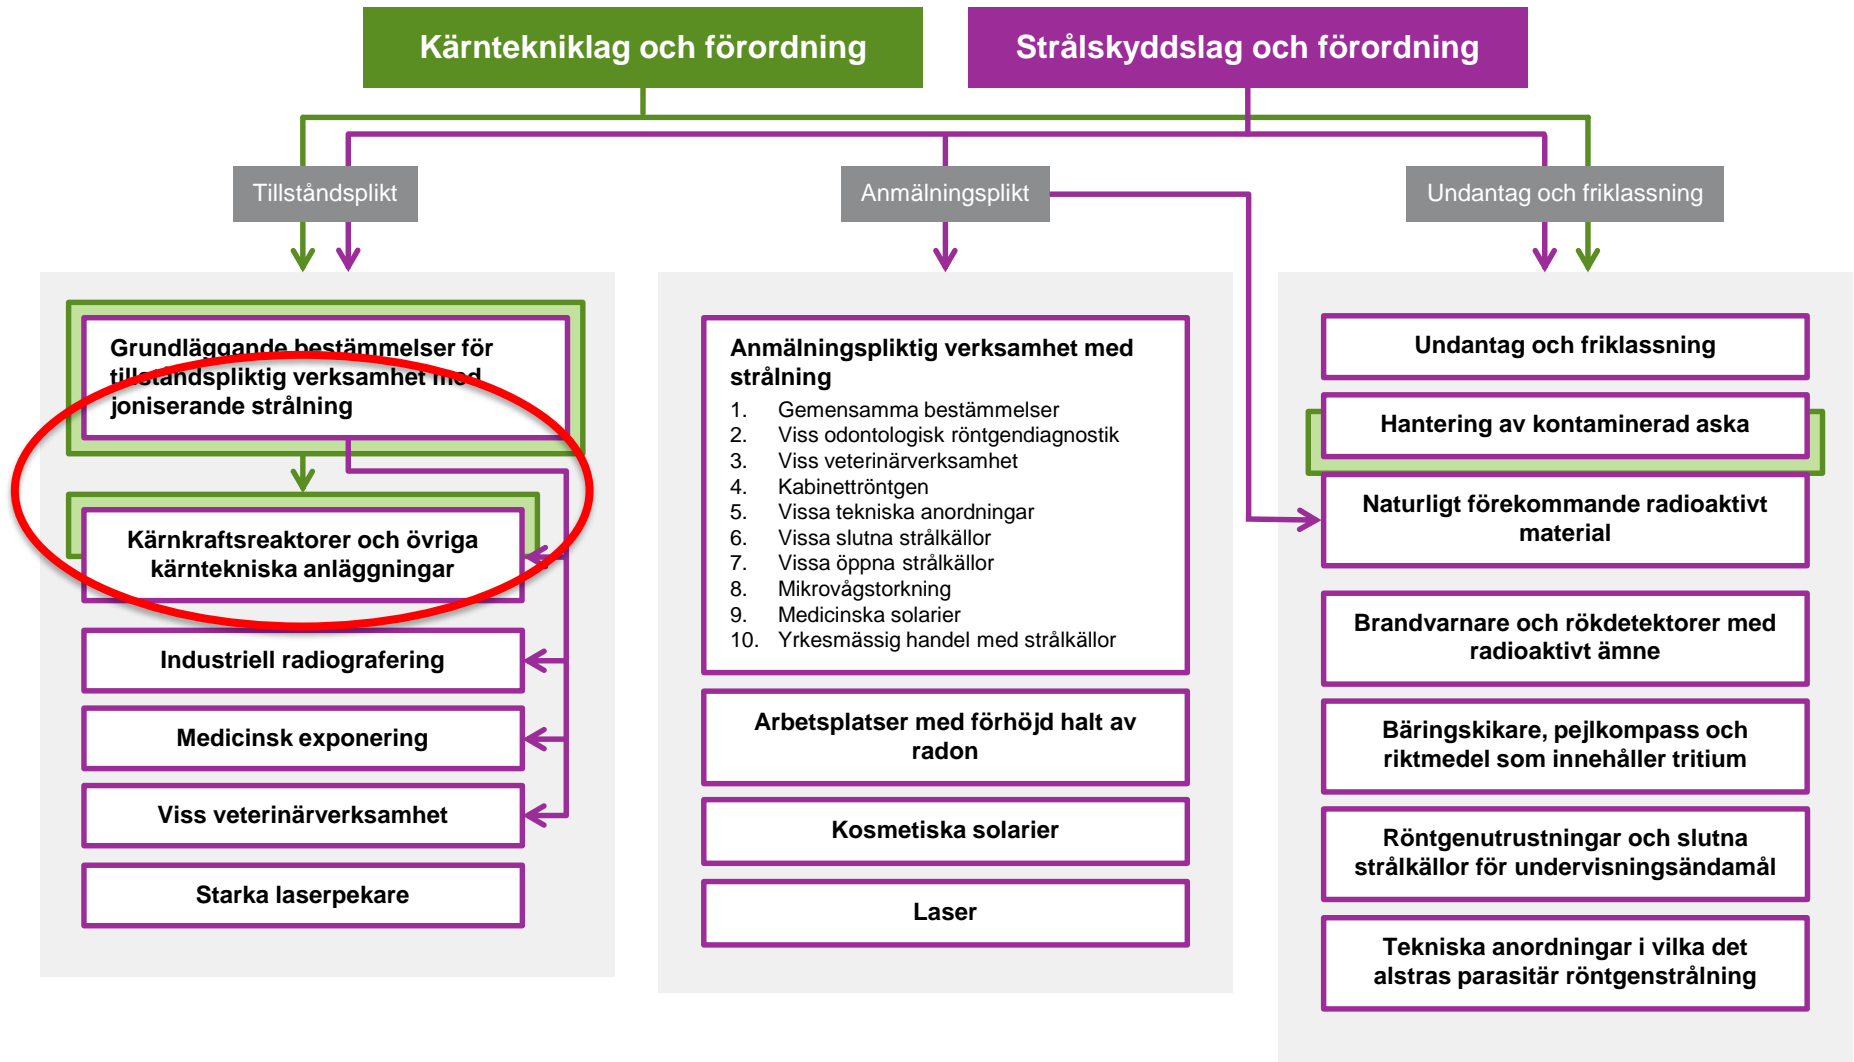 Kärntekniklag och förordning
Strålskyddslag och förordning
Tillståndsplikt
Anmälningsplikt
Undantag och friklassning
Grundläggande bestämmelser för
tillståndspliktig verksamhet med
joniserande strålning
Kärnkraftsreaktorer och övriga
kärntekniska anläggningar
Industriell radiografering
Medicinsk exponering
Viss veterinärverksamhet
Starka laserpekare
Anmälningspliktig verksamhet med
strålning
1. Gemensamma bestämmelser
2. Viss odontologisk röntgendiagnostik
3. Viss veterinärverksamhet
4. Kabinettröntgen
5. Vissa tekniska anordningar
6. Vissa slutna strålkällor
7. Vissa öppna strålkällor
8. Mikrovågstorkning
9. Medicinska solarier
10. Yrkesmässig handel med strålkällor
Arbetsplatser med förhöjd halt av
radon
Kosmetiska solarier
Laser
Undantag och friklassning
Hantering av kontaminerad aska
Naturligt förekommande radioaktivt
material
Brandvarnare och rökdetektorer med
radioaktivt ämne
Bäringskikare, pejlkompass och
riktmedel som innehåller tritium
Röntgenutrustningar och slutna
strålkällor för undervisningsändamål
Tekniska anordningar i vilka det
alstras parasitär röntgenstrålning